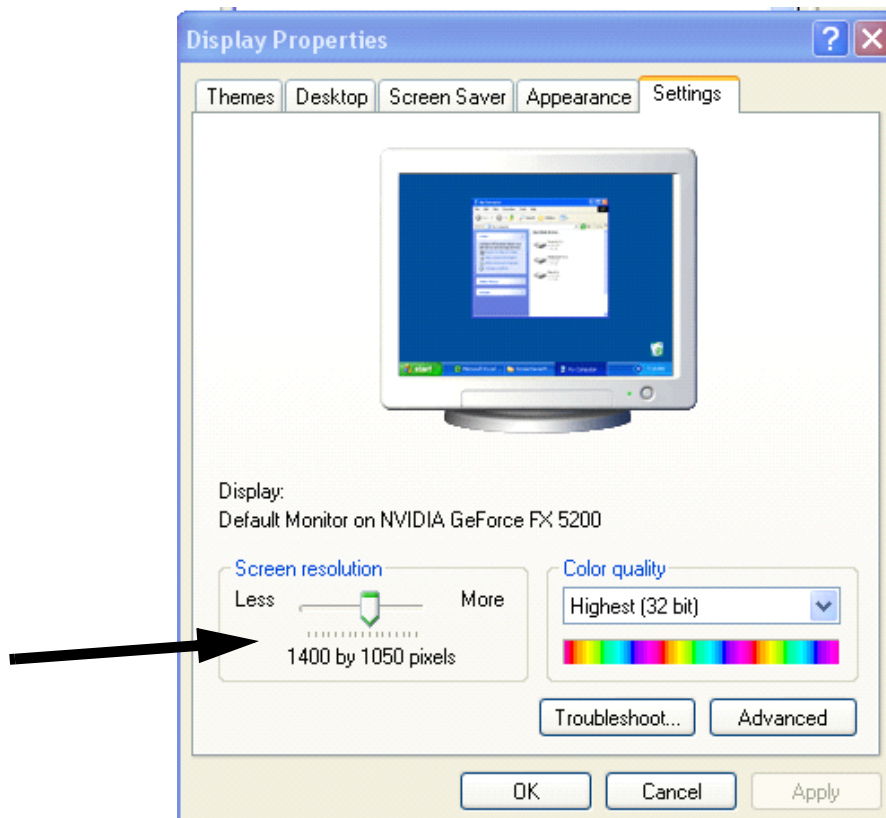 Display Properties
Themes Desktop Screen Saver Appearance Settings
start
Display:
Default Monitor on NVIDIA GeForce FX 5200
Screen resolution
Less More
1400 by 1050 pixels
Color quality
Highest (32 bit)
Troubleshoot... Advanced
OK Cancel Apply